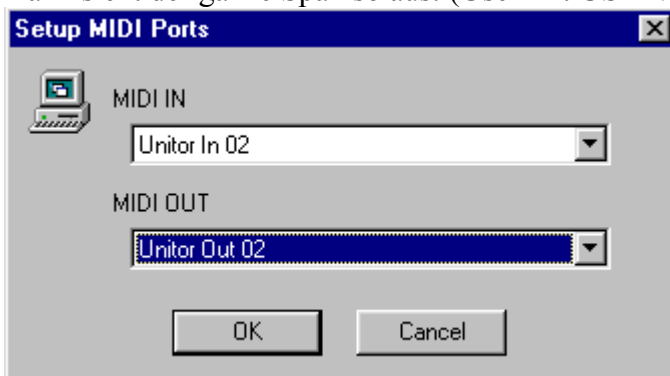 Setup MIDI Ports
MIDI IN
Unitor In 02
MIDI OUT
Unitor Out 02
OK Cancel